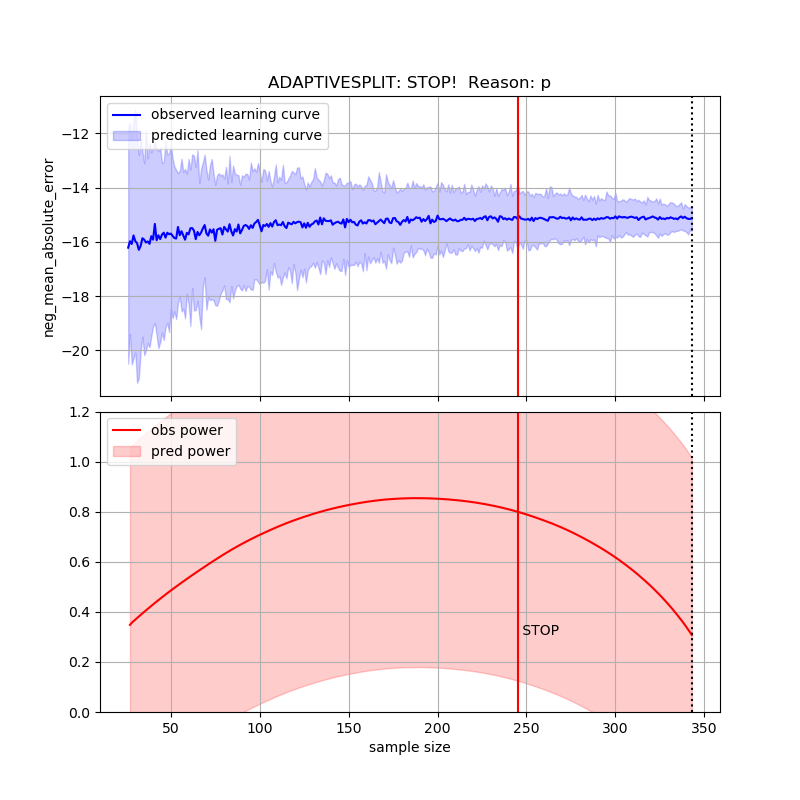 ADAPTIVESPLIT: STOP!  Reason: p
observed learning curve
predicted learning curve
neg_mean_absolute_error
−12
−14
−16
−18
−20
obs power
pred power
1.2
1.0
0.8
0.6
0.4
0.2
0.0
STOP
50 100 150 200 250 300 350
sample size